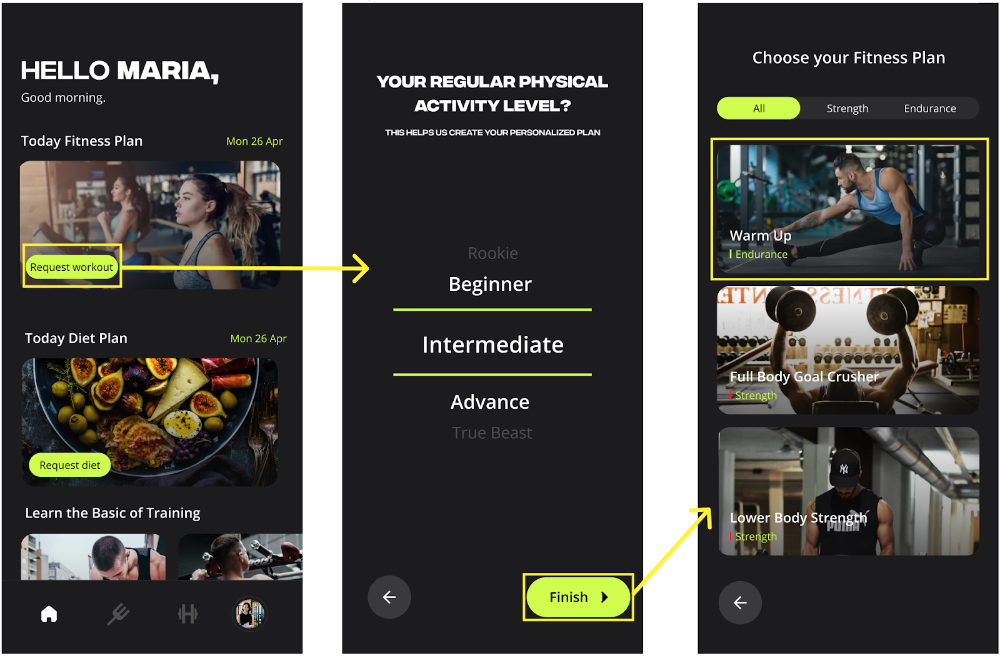 HELLO MARIA,
Good morning.
Today Fitness Plan
Mon 26 Apr
Request workout
Today Diet Plan
Mon 26 Apr
Request diet
Learn the Basic of Training
YOUR REGULAR PHYSICAL
ACTIVITY LEVEL?
THIS HELPS US CREATE YOUR PERSONALIZED PLAN
Rookie
Beginner
Intermediate
Advance
True Beast
Finish
Choose your Fitness Plan
All
Strength
Endurance
Warm Up
Endurance
Full Body Goal Crusher
Strength
Lower Body Strength
PUMA
Strength